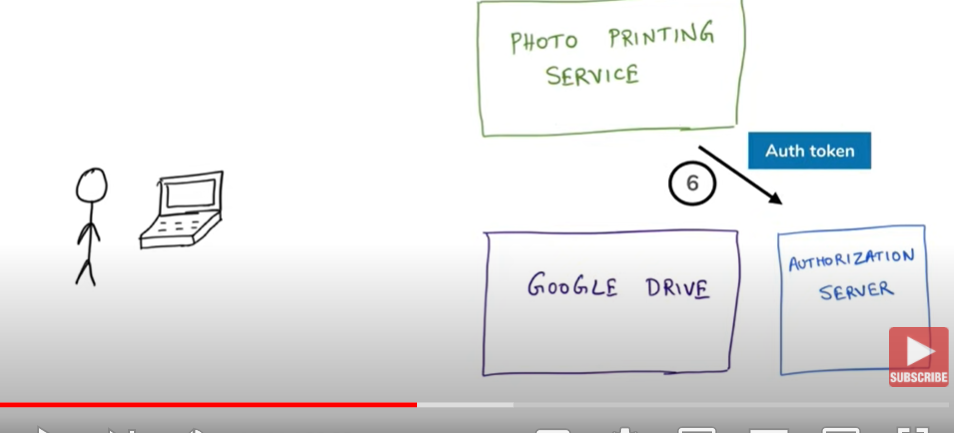 PHOTO PRINTING
SERVICE
Auth token
6
GOOGLE DRIVE
AUTHORIZATION
SERVER
SUBSCRIBE